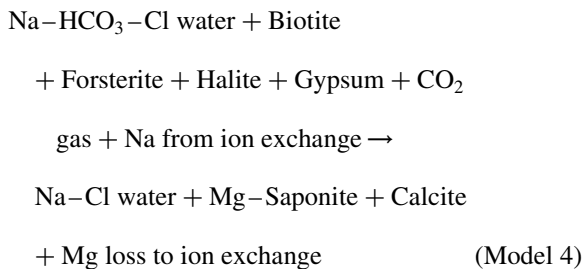 Na–HCO₃–Cl water + Biotite
+ Forsterite + Halite + Gypsum + CO₂
gas + Na from ion exchange →
Na–Cl water + Mg–Saponite + Calcite
+ Mg loss to ion exchange (Model 4)